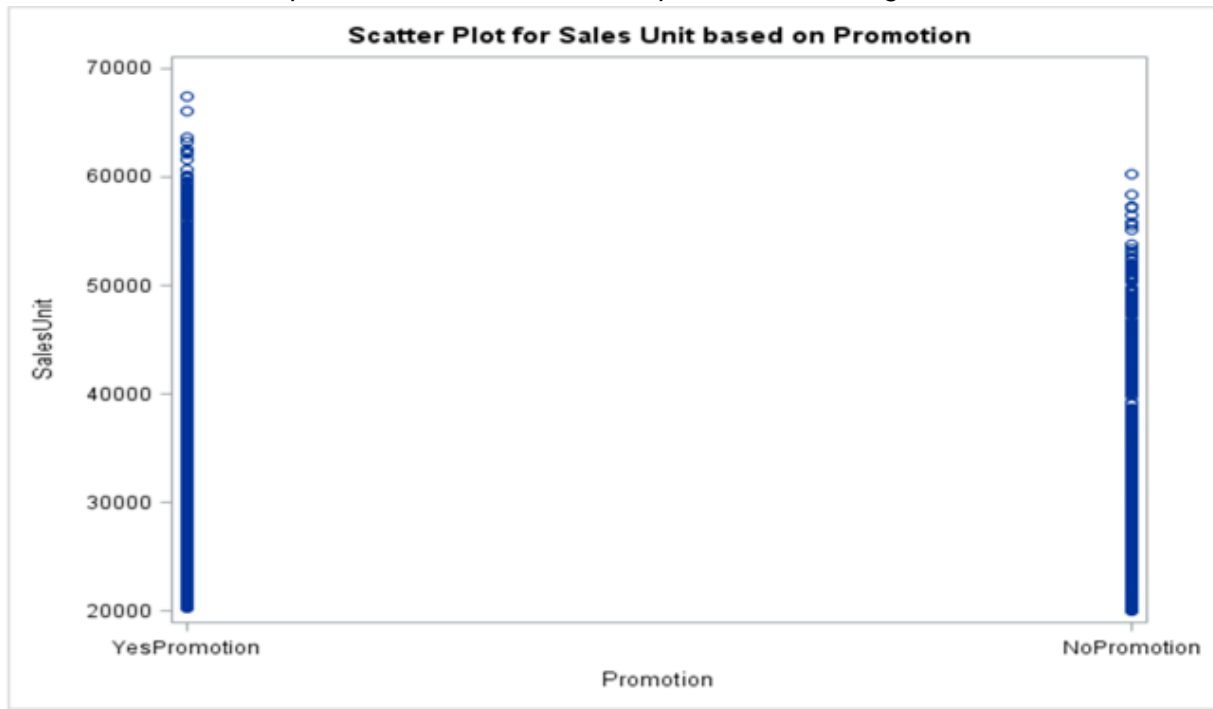 Scatter Plot for Sales Unit based on Promotion
70000
60000
50000
40000
30000
20000
SalesUnit
YesPromotion
NoPromotion
Promotion